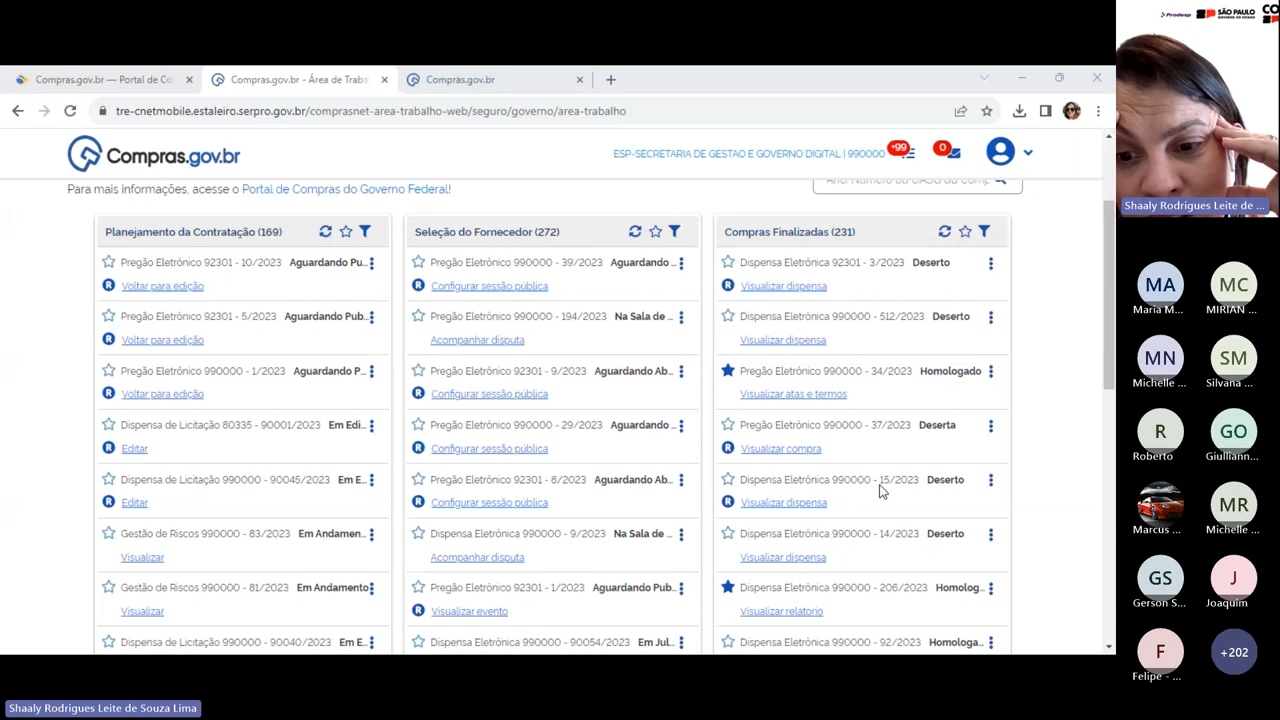 Prodesp SÃO PAULO GOVERNO DO ESTADO CO
Compras.gov.br — Portal de Co
Compras.gov.br - Área de Traba
Compras.gov.br
tre-cnetmobile.estaleiro.serpro.gov.br/comprasnet-area-trabalho-web/seguro/governo/area-trabalho
Compras.gov.br
ESP-SECRETARIA DE GESTAO E GOVERNO DIGITAL | 990000
+99
0
Para mais informações, acesse o Portal de Compras do Governo Federal!
Planejamento da Contratação (169)
Pregão Eletrônico 92301 - 10/2023 Aguardando Pu...
R Voltar para edição
Pregão Eletrônico 92301 - 5/2023 Aguardando Pub...
R Voltar para edição
Pregão Eletrônico 990000 - 1/2023 Aguardando P...
R Voltar para edição
Dispensa de Licitação 80335 - 90001/2023 Em Edi...
R Editar
Dispensa de Licitação 990000 - 90045/2023 Em E...
R Editar
Gestão de Riscos 990000 - 83/2023 Em Andamen...
Visualizar
Gestão de Riscos 990000 - 81/2023 Em Andamento
Visualizar
Dispensa de Licitação 990000 - 90040/2023 Em E...
Seleção do Fornecedor (272)
Pregão Eletrônico 990000 - 39/2023 Aguardando ...
R Configurar sessão pública
Pregão Eletrônico 990000 - 194/2023 Na Sala de ...
Acompanhar disputa
Pregão Eletrônico 92301 - 9/2023 Aguardando Ab...
R Configurar sessão pública
Pregão Eletrônico 990000 - 29/2023 Aguardando ...
R Configurar sessão pública
Pregão Eletrônico 92301 - 8/2023 Aguardando Ab...
R Configurar sessão pública
Dispensa Eletrônica 990000 - 9/2023 Na Sala de ...
Acompanhar disputa
Pregão Eletrônico 92301 - 1/2023 Aguardando Pub...
R Visualizar evento
Dispensa Eletrônica 990000 - 90054/2023 Em Jul...
Compras Finalizadas (231)
Dispensa Eletrônica 92301 - 3/2023 Deserto
R Visualizar dispensa
Dispensa Eletrônica 990000 - 512/2023 Deserto
Visualizar dispensa
Pregão Eletrônico 990000 - 34/2023 Homologado
Visualizar atas e termos
Pregão Eletrônico 990000 - 37/2023 Deserta
R Visualizar compra
Dispensa Eletrônica 990000 - 15/2023 Deserto
R Visualizar dispensa
Dispensa Eletrônica 990000 - 14/2023 Deserto
Visualizar dispensa
Dispensa Eletrônica 990000 - 206/2023 Homolog...
Visualizar relatorio
Dispensa Eletrônica 990000 - 92/2023 Homologa...
Shaaly Rodrigues Leite de ...
MA
Maria M...
MC
MIRIAN ...
MN
Michelle ...
SM
Silvana ...
R
Roberto
GO
Giulliann...
Marcus ...
MR
Michelle ...
GS
Gerson S...
J
Joaquim
F
Felipe - ...
+202
Shaaly Rodrigues Leite de Souza Lima